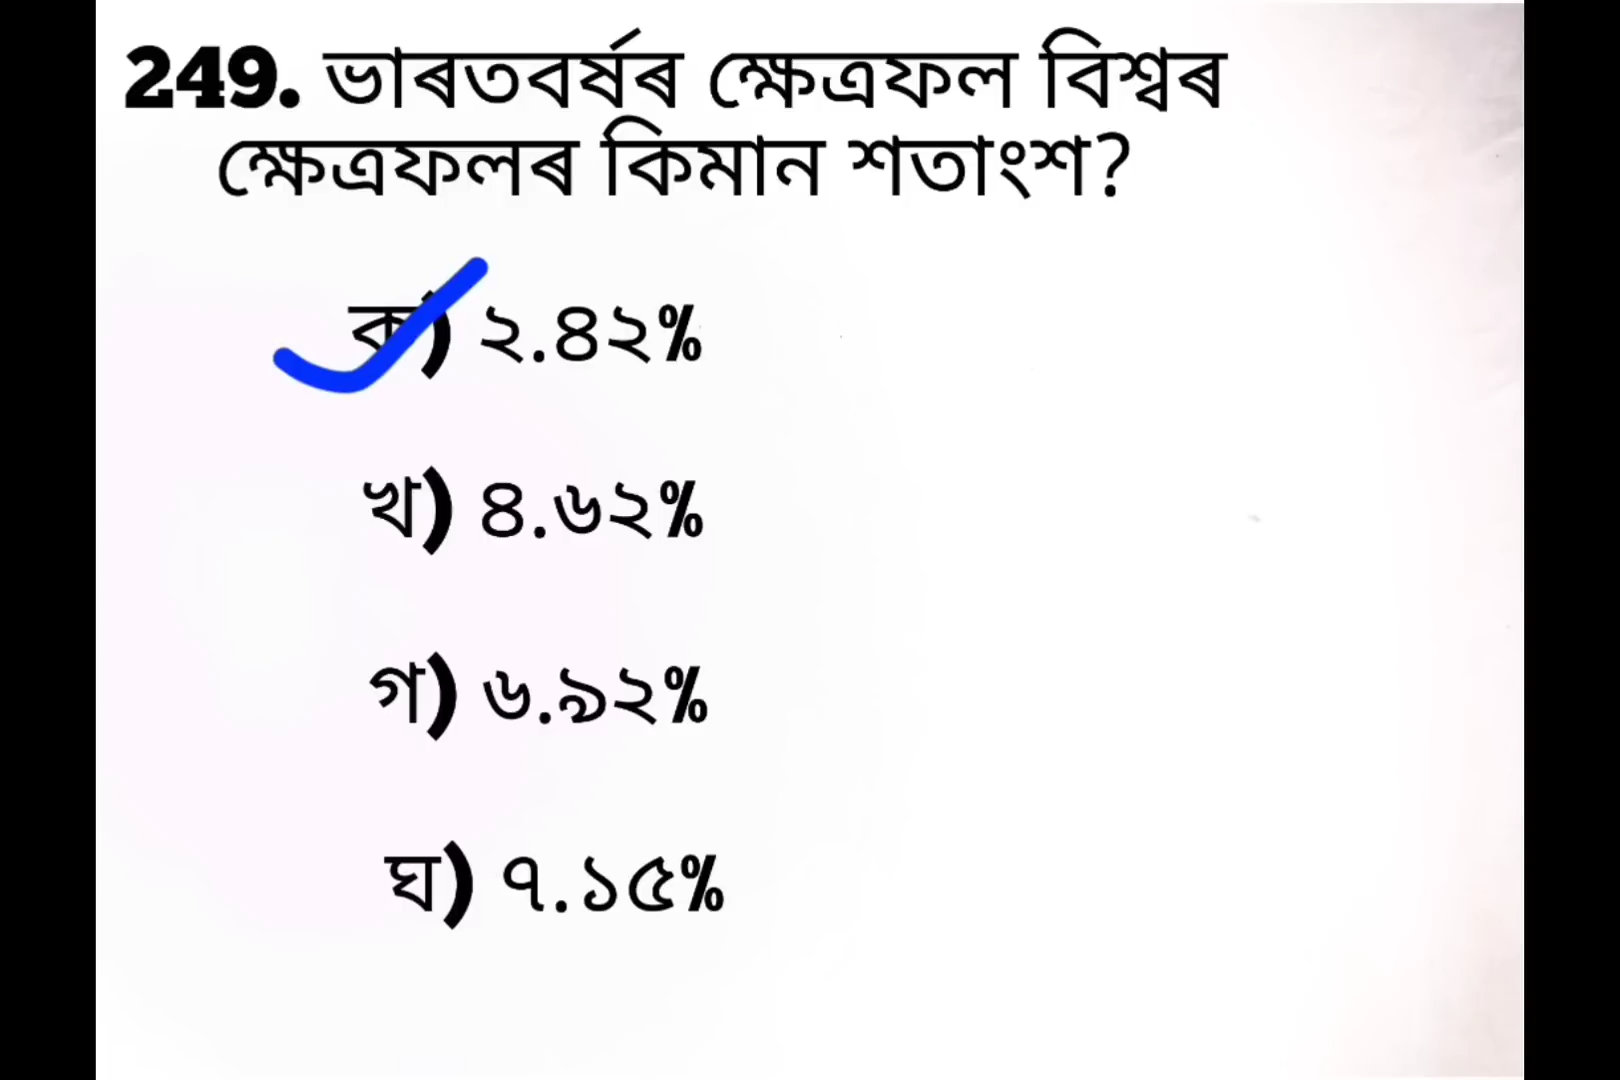 249. ভাৰতবৰ্ষৰ ক্ষেত্ৰফল বিশ্বৰ
ক্ষেত্ৰফলৰ কিমান শতাংশ?
ক) ২.৪২%
খ) ৪.৬২%
গ) ৬.৯২%
ঘ) ৭.১৫%